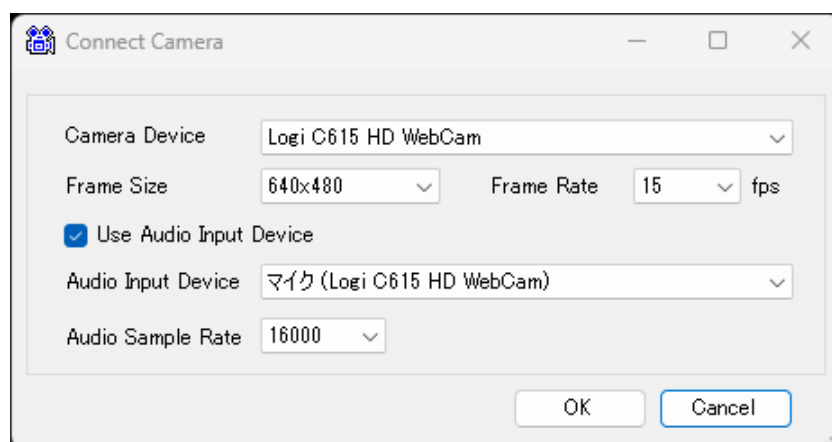 Connect Camera
Camera Device Logi C615 HD WebCam
Frame Size 640x480 Frame Rate 15 fps
Use Audio Input Device
Audio Input Device マイク (Logi C615 HD WebCam)
Audio Sample Rate 16000
OK Cancel